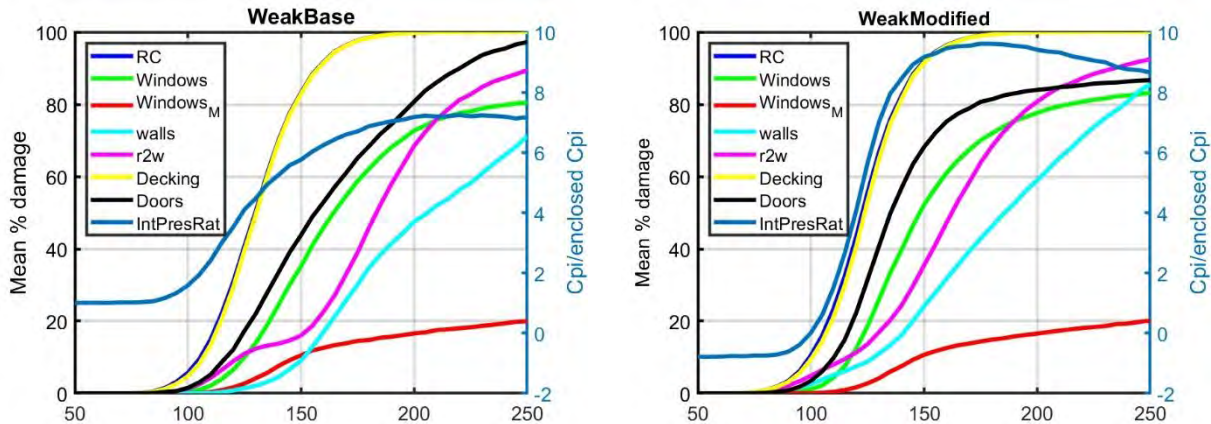 WeakBase
100
80
60
40
20
0
Mean % damage
RC
Windows
Windows_M
walls
r2w
Decking
Doors
IntPresRat
10
8
6
4
2
0
-2
Cpi/enclosed Cpi
50 100 150 200 250
WeakModified
100
80
60
40
20
0
Mean % damage
RC
Windows
Windows_M
walls
r2w
Decking
Doors
IntPresRat
10
8
6
4
2
0
-2
Cpi/enclosed Cpi
50 100 150 200 250